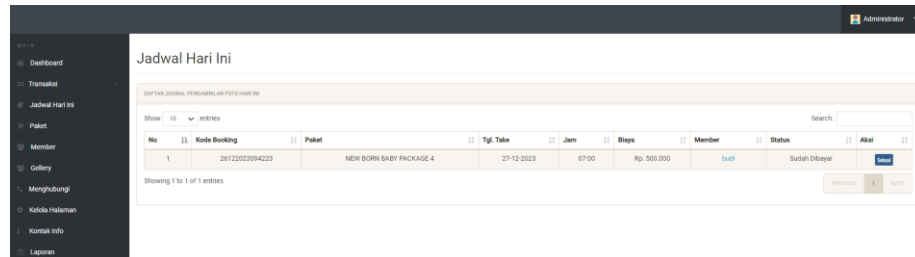 Administrator
MAIN
Dashboard
Transaksi
Jadwal Hari Ini
Paket
Member
Gellery
Menghubungi
Kelola Halaman
Kontak Info
Laporan
Jadwal Hari Ini
DAFTAR JADWAL PENGAMBILAN FOTO HARI INI
Show 10 entries
Search:
No Kode Booking Paket Tgl. Take Jam Biaya Member Status Aksi
1 26122023094223 NEW BORN BABY PACKAGE 4 27-12-2023 07:00 Rp. 500.000 budi Sudah Dibayar Selesai
Showing 1 to 1 of 1 entries
PREVIOUS 1 NEXT